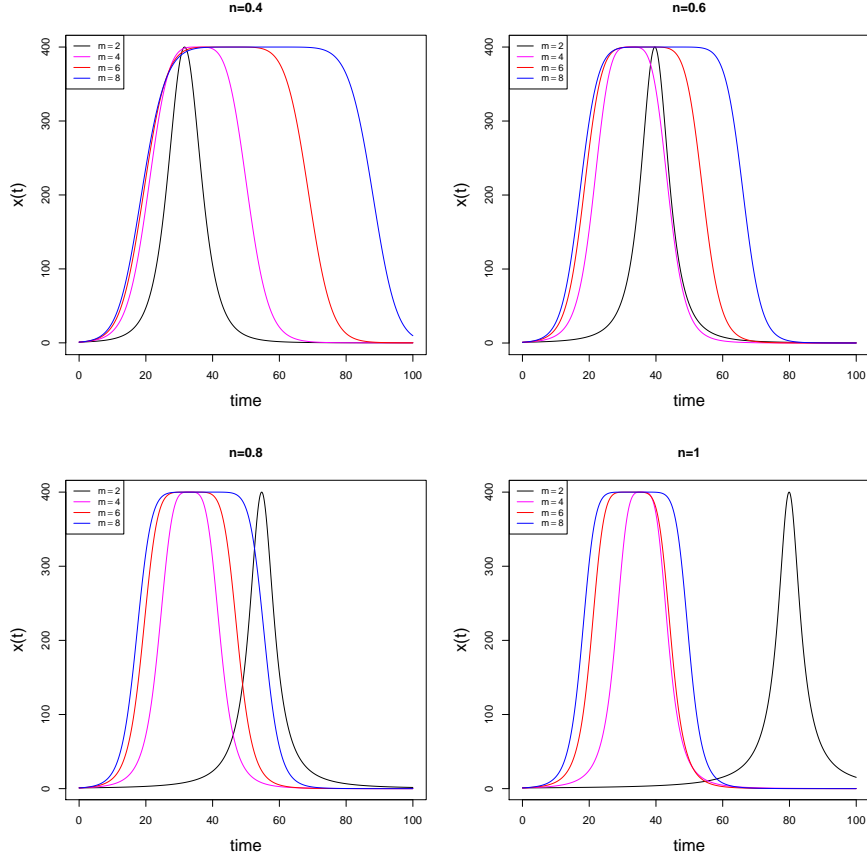 n=0.4
m = 2
m = 4
m = 6
m = 8
400
300
200
100
0
x(t)
0 20 40 60 80 100
time
n=0.6
m = 2
m = 4
m = 6
m = 8
400
300
200
100
0
x(t)
0 20 40 60 80 100
time
n=0.8
m = 2
m = 4
m = 6
m = 8
400
300
200
100
0
x(t)
0 20 40 60 80 100
time
n=1
m = 2
m = 4
m = 6
m = 8
400
300
200
100
0
x(t)
0 20 40 60 80 100
time